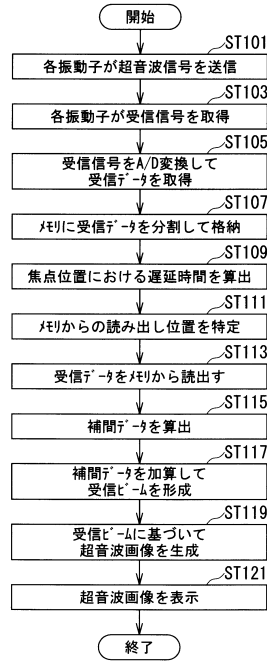 開始
ST101
各振動子が超音波信号を送信
ST103
各振動子が受信信号を取得
ST105
受信信号をA/D変換して
受信ﾃﾞｰﾀを取得
ST107
ﾒﾓﾘに受信ﾃﾞｰﾀを分割して格納
ST109
焦点位置における遅延時間を算出
ST111
ﾒﾓﾘからの読み出し位置を特定
ST113
受信ﾃﾞｰﾀをﾒﾓﾘから読出す
ST115
補間ﾃﾞｰﾀを算出
ST117
補間ﾃﾞｰﾀを加算して
受信ﾋﾞｰﾑを形成
ST119
受信ﾋﾞｰﾑに基づいて
超音波画像を生成
ST121
超音波画像を表示
終了